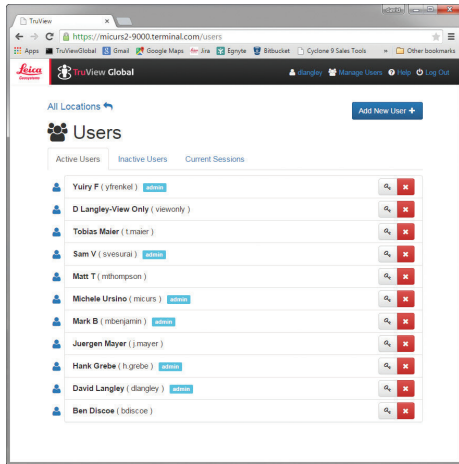 TruView
https://micurs2-9000.terminal.com/users
Apps TruViewGlobal Gmail Google Maps Jira Egnyte Bitbucket Cyclone 9 Sales Tools » Other bookmarks
Leica Geosystems TruView Global dlangley Manage Users Help Log Out
All Locations
Add New User +
Users
Active Users Inactive Users Current Sessions
Yuiry F ( yfrenkel ) admin
D Langley-View Only ( viewonly )
Tobias Maier ( t.maier )
Sam V ( svesurai ) admin
Matt T ( mthompson )
Michele Ursino ( micurs ) admin
Mark B ( mbenjamin ) admin
Juergen Mayer ( j.mayer )
Hank Grebe ( h.grebe ) admin
David Langley ( dlangley ) admin
Ben Discoe ( bdiscoe )